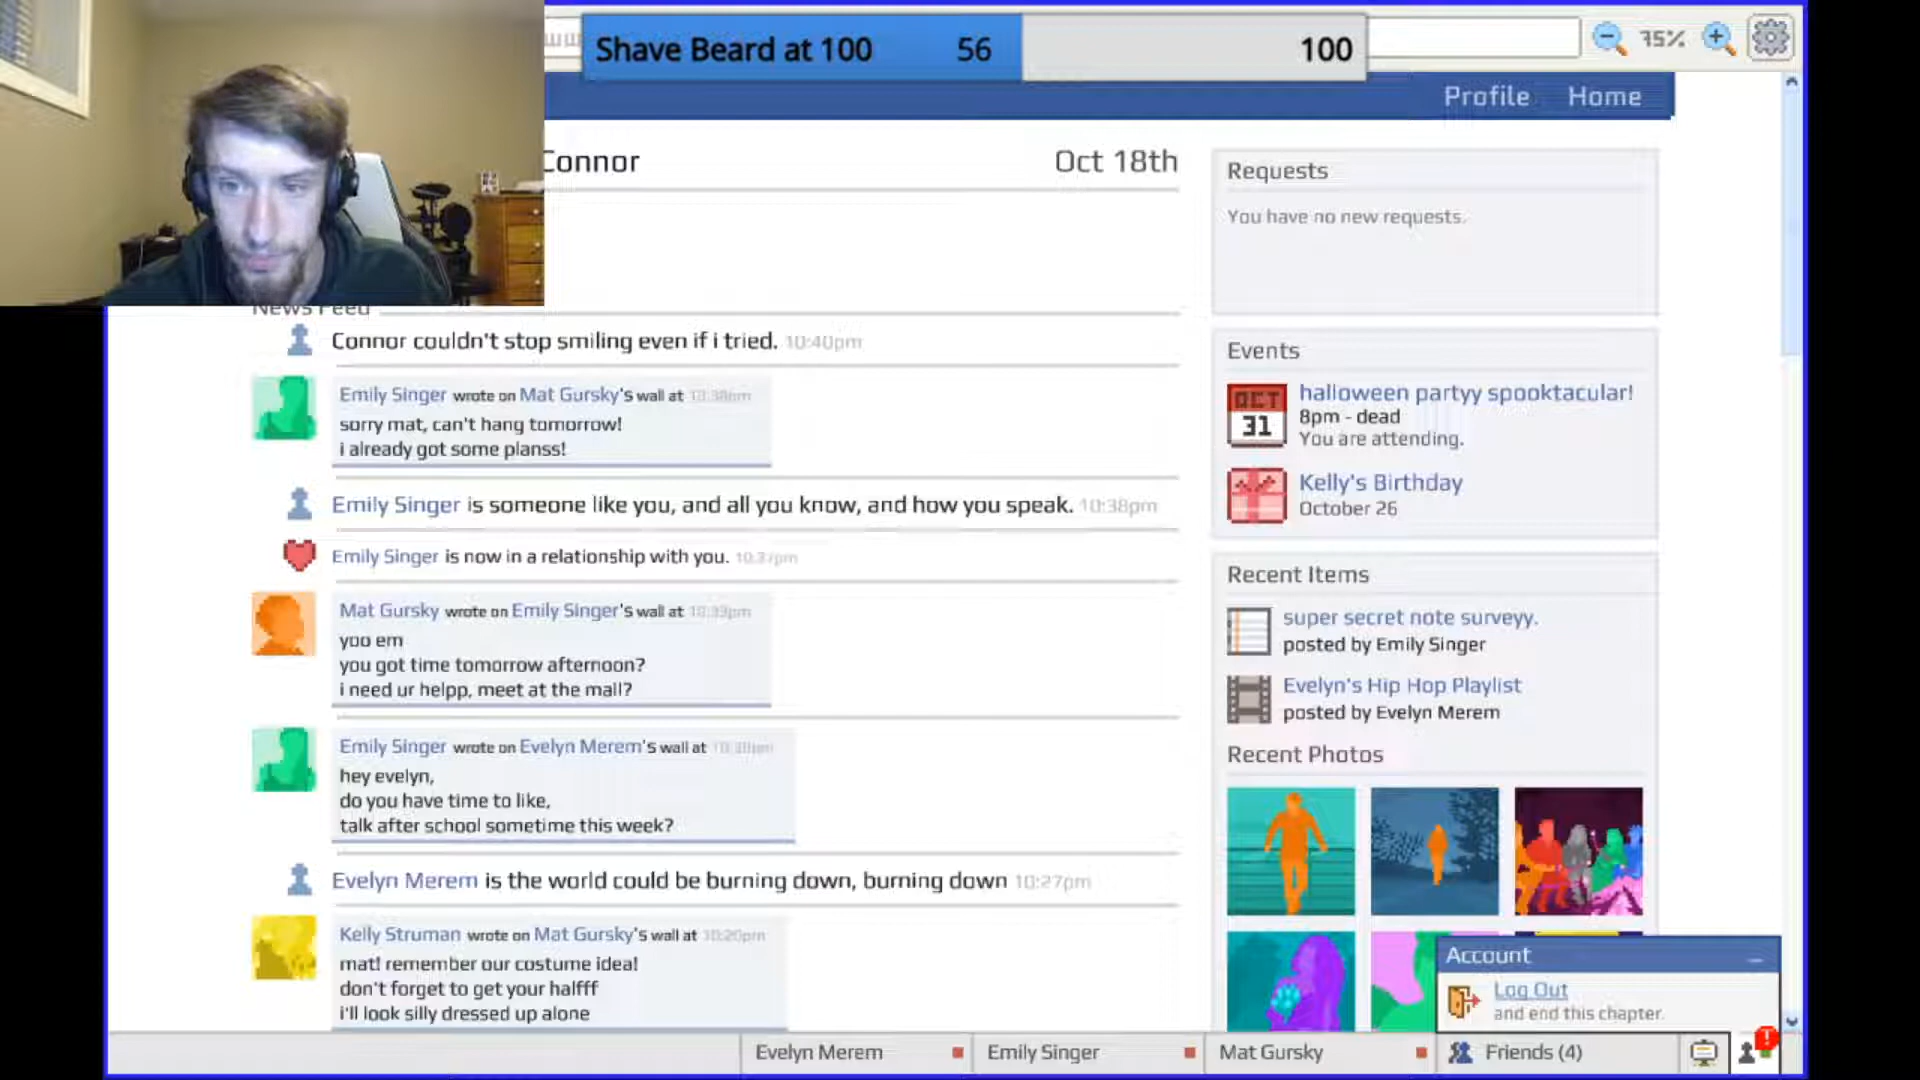 Shave Beard at 100 56 100
75%
Profile Home
Connor Oct 18th
News Feed
Connor couldn't stop smiling even if i tried. 10:40pm
Emily Singer wrote on Mat Gursky's wall at 10:38pm
sorry mat, can't hang tomorrow!
i already got some planss!
Emily Singer is someone like you, and all you know, and how you speak. 10:38pm
Emily Singer is now in a relationship with you. 10:37pm
Mat Gursky wrote on Emily Singer's wall at 10:33pm
yoo em
you got time tomorrow afternoon?
i need ur helpp, meet at the mall?
Emily Singer wrote on Evelyn Merem's wall at
hey evelyn,
do you have time to like,
talk after school sometime this week?
Evelyn Merem is the world could be burning down, burning down 10:27pm
Kelly Struman wrote on Mat Gursky's wall at 10:20pm
mat! remember our costume idea!
don't forget to get your halfff
i'll look silly dressed up alone
Requests
You have no new requests.
Events
OCT
31
halloween partyy spooktacular!
8pm - dead
You are attending.
Kelly's Birthday
October 26
Recent Items
super secret note surveyy.
posted by Emily Singer
Evelyn's Hip Hop Playlist
posted by Evelyn Merem
Recent Photos
Account
Log Out
and end this chapter.
Evelyn Merem Emily Singer Mat Gursky Friends (4)